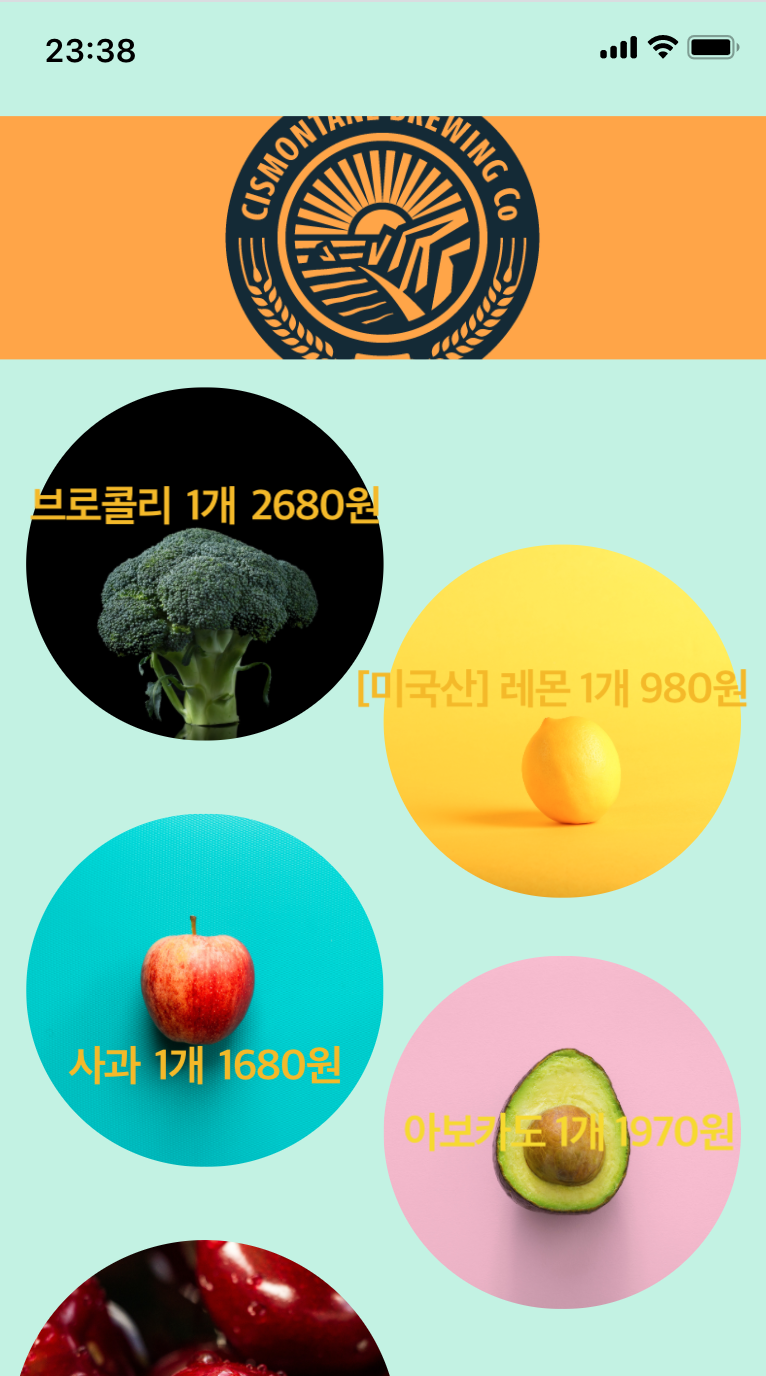 23:38
CISMONTANE BREWING Co
브로콜리 1개 2680원
[미국산] 레몬 1개 980원
사과 1개 1680원
아보카도 1개 1970원